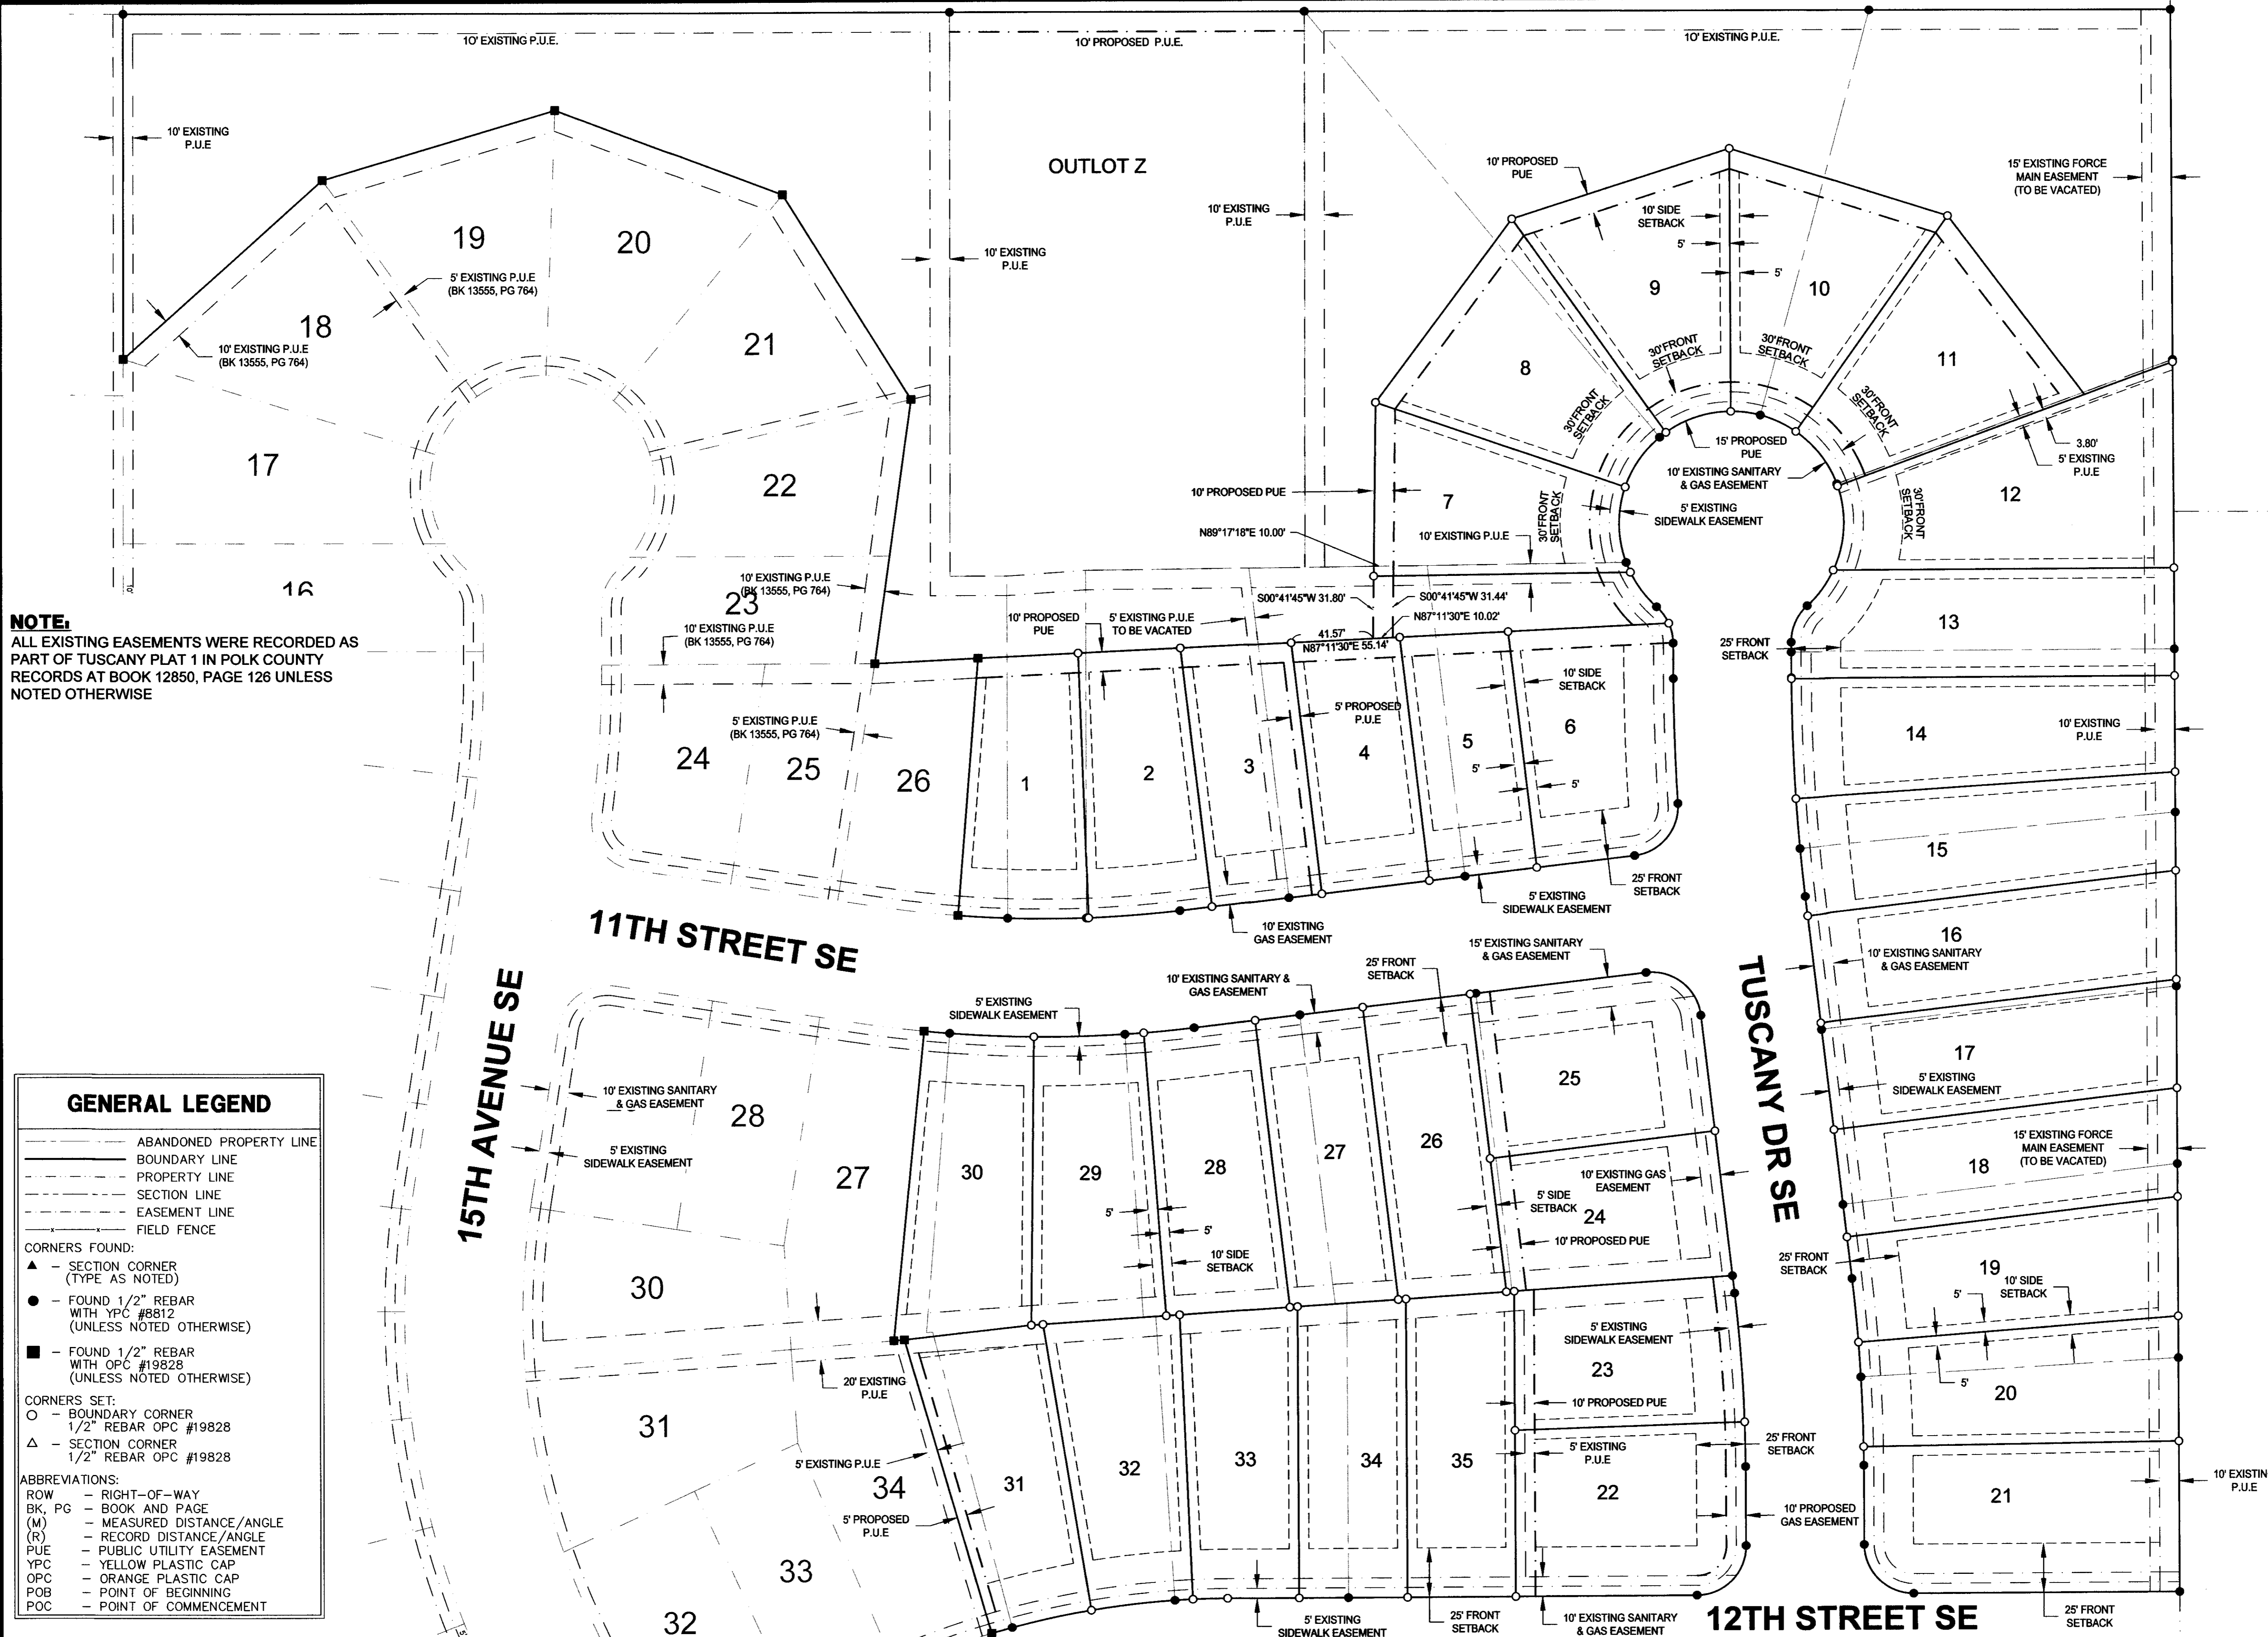 10' EXISTING P.U.E.
10' PROPOSED P.U.E.
10' EXISTING P.U.E.
10' EXISTING
P.U.E
OUTLOT Z
10' PROPOSED
PUE
15' EXISTING FORCE
MAIN EASEMENT
(TO BE VACATED)
19
20
10' EXISTING
P.U.E
10' SIDE
SETBACK
5'
10' EXISTING
P.U.E
5' EXISTING P.U.E
(BK 13555, PG 764)
5'
9
10
18
10' EXISTING P.U.E
(BK 13555, PG 764)
21
30' FRONT
SETBACK
30' FRONT
SETBACK
8
11
30' FRONT
SETBACK
30' FRONT
SETBACK
15' PROPOSED
PUE
3.80'
5' EXISTING
P.U.E
17
22
10' EXISTING SANITARY
& GAS EASEMENT
10' PROPOSED PUE
7
12
30' FRONT
SETBACK
30' FRONT
SETBACK
5' EXISTING
SIDEWALK EASEMENT
N89°17'18"E 10.00'
10' EXISTING P.U.E
16
10'
10' EXISTING P.U.E
(BK 13555, PG 764)
23
S00°41'45"W 31.80'
S00°41'45"W 31.44'
NOTE:
ALL EXISTING EASEMENTS WERE RECORDED AS
PART OF TUSCANY PLAT 1 IN POLK COUNTY
RECORDS AT BOOK 12850, PAGE 126 UNLESS
NOTED OTHERWISE
10' EXISTING P.U.E
(BK 13555, PG 764)
10' PROPOSED
PUE
5' EXISTING P.U.E
TO BE VACATED
N87°11'30"E 10.02'
41.57'
N87°11'30"E 55.14'
13
25' FRONT
SETBACK
10' SIDE
SETBACK
5' EXISTING P.U.E
(BK 13555, PG 764)
5' PROPOSED
P.U.E
10' EXISTING
P.U.E
24
25
26
1
2
3
4
5
6
14
5'
5'
15
25' FRONT
SETBACK
5' EXISTING
SIDEWALK EASEMENT
10' EXISTING
GAS EASEMENT
11TH STREET SE
15' EXISTING SANITARY
& GAS EASEMENT
16
10' EXISTING SANITARY
& GAS EASEMENT
25' FRONT
SETBACK
10' EXISTING SANITARY &
GAS EASEMENT
5' EXISTING
SIDEWALK EASEMENT
15TH AVENUE SE
TUSCANY DR SE
17
5' EXISTING
SIDEWALK EASEMENT
25
10' EXISTING SANITARY
& GAS EASEMENT
28
5' EXISTING
SIDEWALK EASEMENT
27
30
29
28
27
26
15' EXISTING FORCE
MAIN EASEMENT
(TO BE VACATED)
18
10' EXISTING GAS
EASEMENT
5' SIDE
SETBACK
24
10' PROPOSED PUE
5'
5'
10' SIDE
SETBACK
25' FRONT
SETBACK
19
10' SIDE
SETBACK
5'
30
5' EXISTING
SIDEWALK EASEMENT
23
20' EXISTING
P.U.E
10' PROPOSED PUE
5'
20
31
25' FRONT
SETBACK
5' EXISTING
P.U.E
5' EXISTING P.U.E
34
31
32
33
34
35
22
21
10' EXISTIN
P.U.E
5' PROPOSED
P.U.E
10' PROPOSED
GAS EASEMENT
33
32
5'
5' EXISTING
SIDEWALK EASEMENT
25' FRONT
SETBACK
10' EXISTING SANITARY
& GAS EASEMENT
12TH STREET SE
25' FRONT
SETBACK
GENERAL LEGEND
ABANDONED PROPERTY LINE
BOUNDARY LINE
PROPERTY LINE
SECTION LINE
EASEMENT LINE
x x FIELD FENCE
CORNERS FOUND:
▲ – SECTION CORNER
(TYPE AS NOTED)
● – FOUND 1/2" REBAR
WITH YPC #8812
(UNLESS NOTED OTHERWISE)
■ – FOUND 1/2" REBAR
WITH OPC #19828
(UNLESS NOTED OTHERWISE)
CORNERS SET:
○ – BOUNDARY CORNER
1/2" REBAR OPC #19828
△ – SECTION CORNER
1/2" REBAR OPC #19828
ABBREVIATIONS:
ROW – RIGHT-OF-WAY
BK, PG – BOOK AND PAGE
(M) – MEASURED DISTANCE/ANGLE
(R) – RECORD DISTANCE/ANGLE
PUE – PUBLIC UTILITY EASEMENT
YPC – YELLOW PLASTIC CAP
OPC – ORANGE PLASTIC CAP
POB – POINT OF BEGINNING
POC – POINT OF COMMENCEMENT